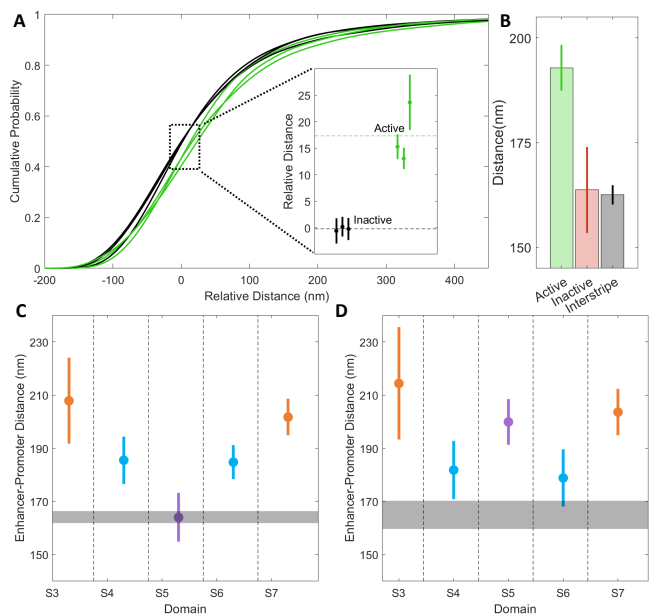 A
Cumulative Probability
1
0.8
0.6
0.4
0.2
0
-200
-100
0
100
200
300
400
Relative Distance (nm)
Relative Distance
25
20
15
10
5
0
Active
Inactive
B
Distance(nm)
200
175
150
Active
Inactive
Interstripe
C
Enhancer-Promoter Distance (nm)
230
210
190
170
150
S3
S4
S5
S6
S7
Domain
D
Enhancer-Promoter Distance (nm)
230
210
190
170
150
S3
S4
S5
S6
S7
Domain